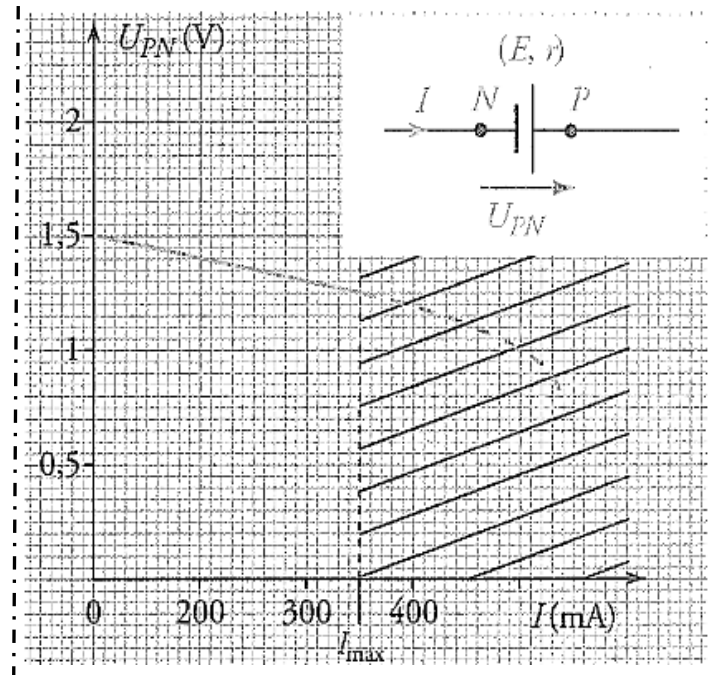 U_PN (V)
(E, r)
I N P
2
U_PN
1,5
1
0,5
0 200 300 400 I (mA)
I_max